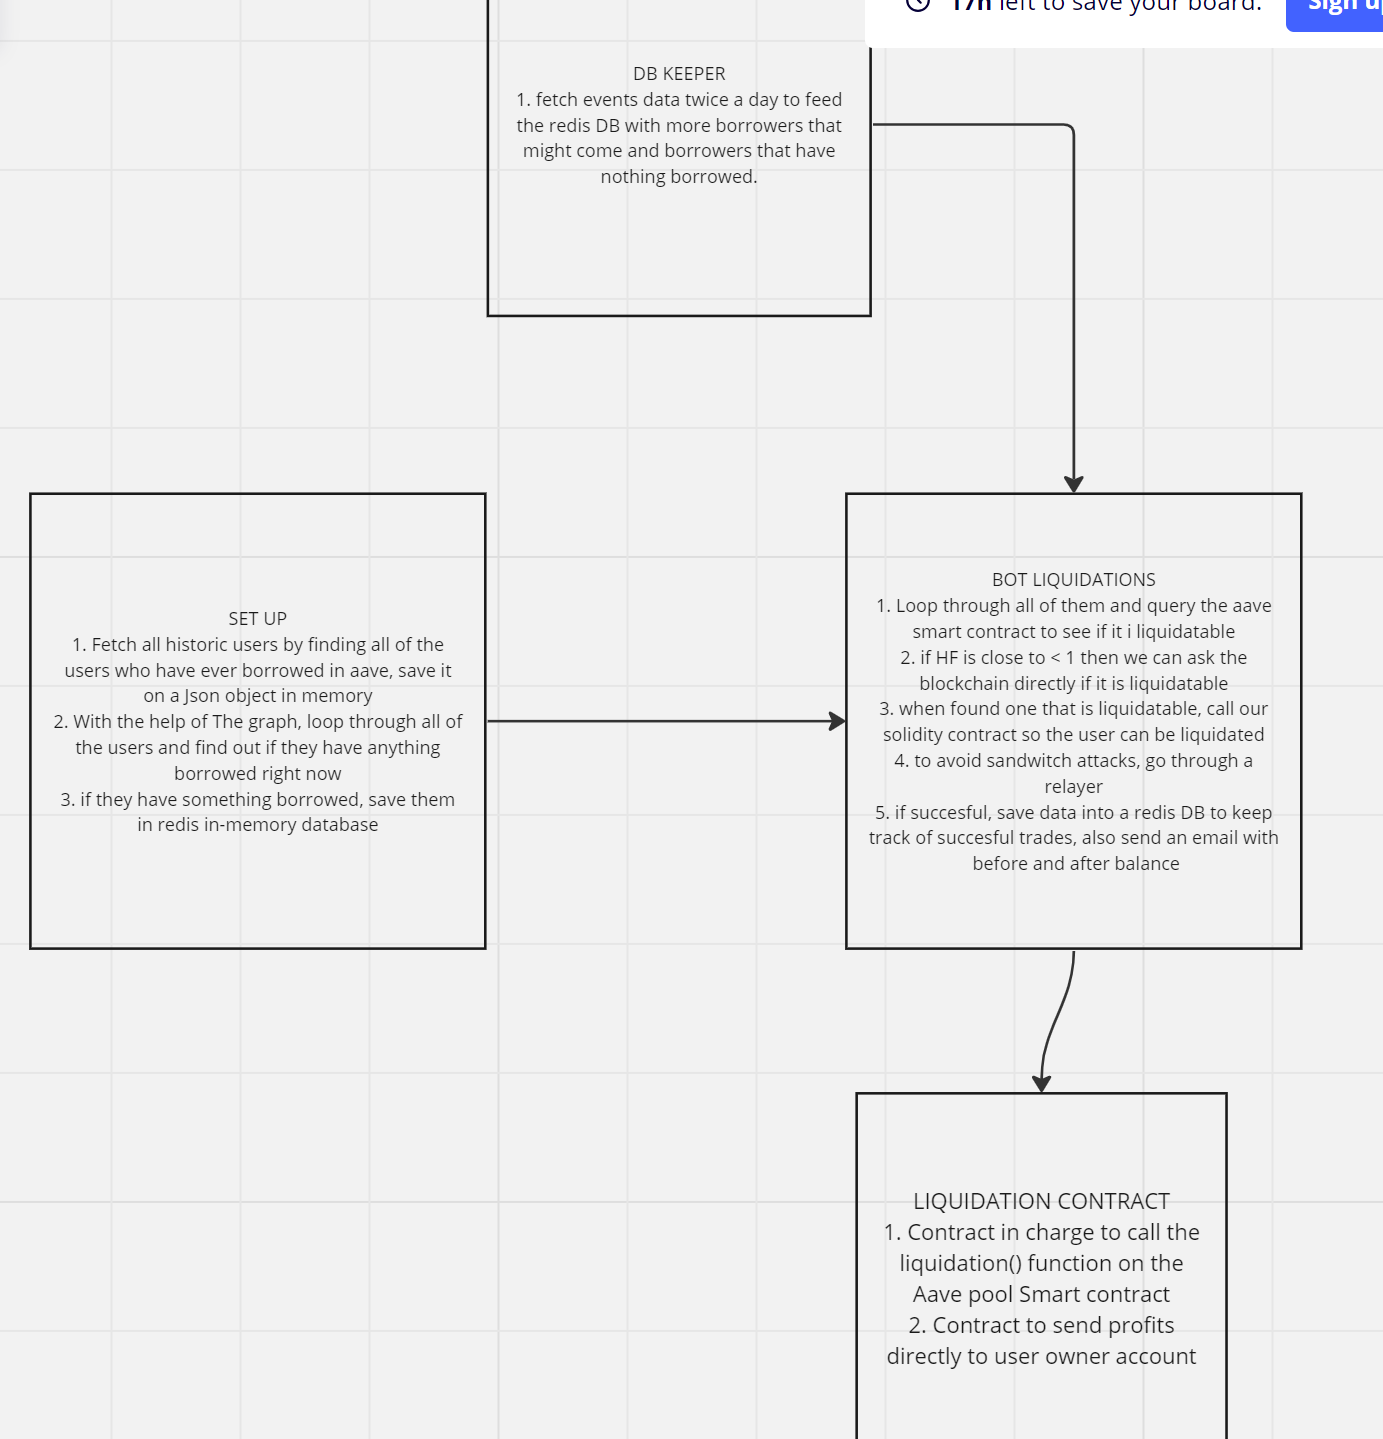 17h left to save your board.
Sign up
DB KEEPER
1. fetch events data twice a day to feed
the redis DB with more borrowers that
might come and borrowers that have
nothing borrowed.
SET UP
1. Fetch all historic users by finding all of the
users who have ever borrowed in aave, save it
on a Json object in memory
2. With the help of The graph, loop through all of
the users and find out if they have anything
borrowed right now
3. if they have something borrowed, save them
in redis in-memory database
BOT LIQUIDATIONS
1. Loop through all of them and query the aave
smart contract to see if it i liquidatable
2. if HF is close to < 1 then we can ask the
blockchain directly if it is liquidatable
3. when found one that is liquidatable, call our
solidity contract so the user can be liquidated
4. to avoid sandwitch attacks, go through a
relayer
5. if succesful, save data into a redis DB to keep
track of succesful trades, also send an email with
before and after balance
LIQUIDATION CONTRACT
1. Contract in charge to call the
liquidation() function on the
Aave pool Smart contract
2. Contract to send profits
directly to user owner account